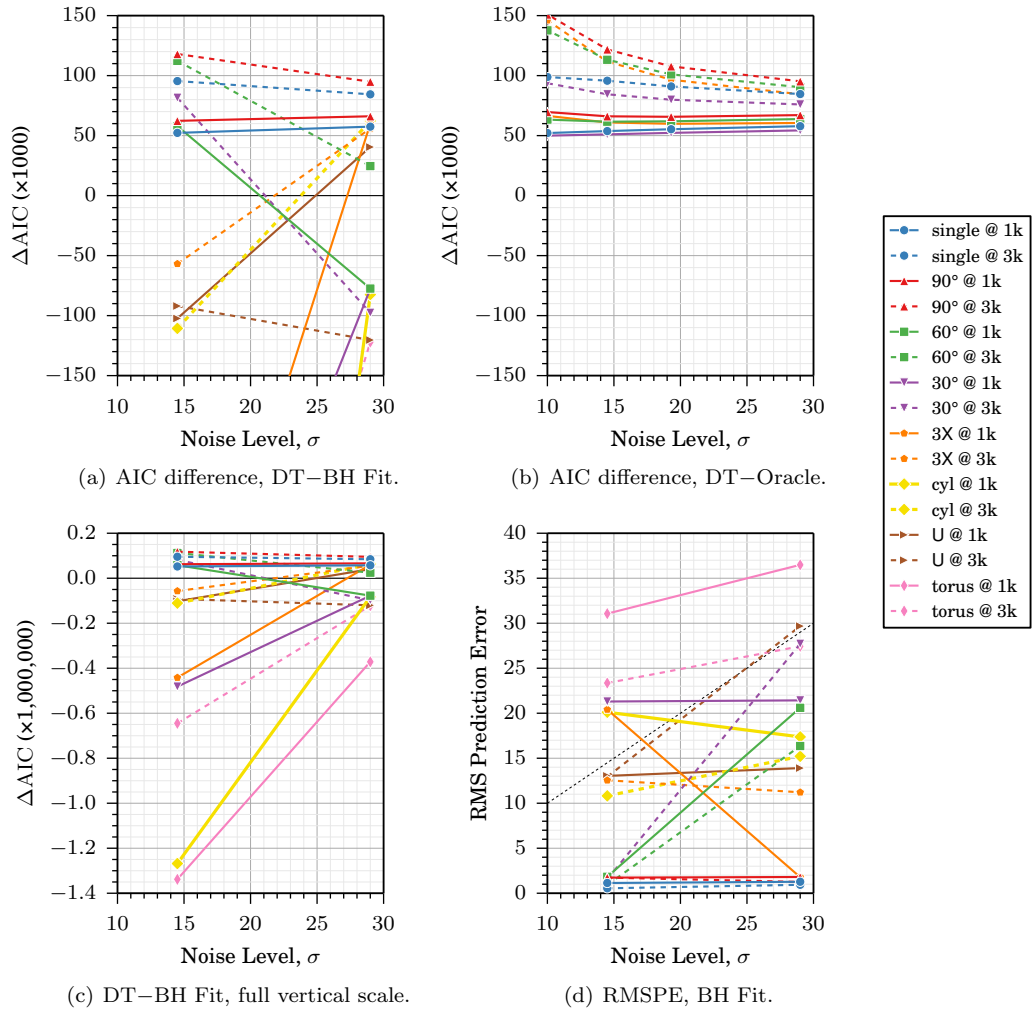 150
100
50
0
−50
−100
−150
ΔAIC (×1000)
10 15 20 25 30
Noise Level, σ
(a) AIC difference, DT−BH Fit.
150
100
50
0
−50
−100
−150
ΔAIC (×1000)
10 15 20 25 30
Noise Level, σ
(b) AIC difference, DT−Oracle.
single @ 1k
single @ 3k
90° @ 1k
90° @ 3k
60° @ 1k
60° @ 3k
30° @ 1k
30° @ 3k
3X @ 1k
3X @ 3k
cyl @ 1k
cyl @ 3k
U @ 1k
U @ 3k
torus @ 1k
torus @ 3k
0.2
0.0
−0.2
−0.4
−0.6
−0.8
−1.0
−1.2
−1.4
ΔAIC (×1,000,000)
10 15 20 25 30
Noise Level, σ
(c) DT−BH Fit, full vertical scale.
40
35
30
25
20
15
10
5
0
RMS Prediction Error
10 15 20 25 30
Noise Level, σ
(d) RMSPE, BH Fit.